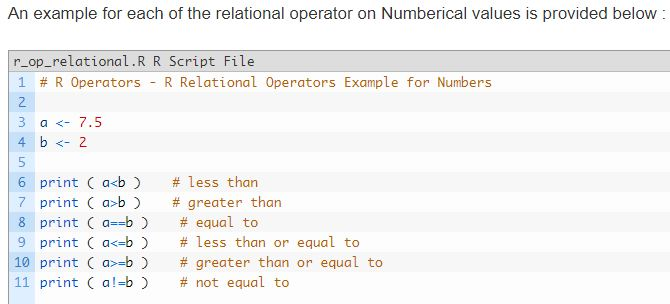 An example for each of the relational operator on Numberical values is provided below :
r_op_relational.R R Script File
1 # R Operators - R Relational Operators Example for Numbers
2
3 a <- 7.5
4 b <- 2
5
6 print ( a<b )    # less than
7 print ( a>b )    # greater than
8 print ( a==b )    # equal to
9 print ( a<=b )    # less than or equal to
10 print ( a>=b )    # greater than or equal to
11 print ( a!=b )    # not equal to